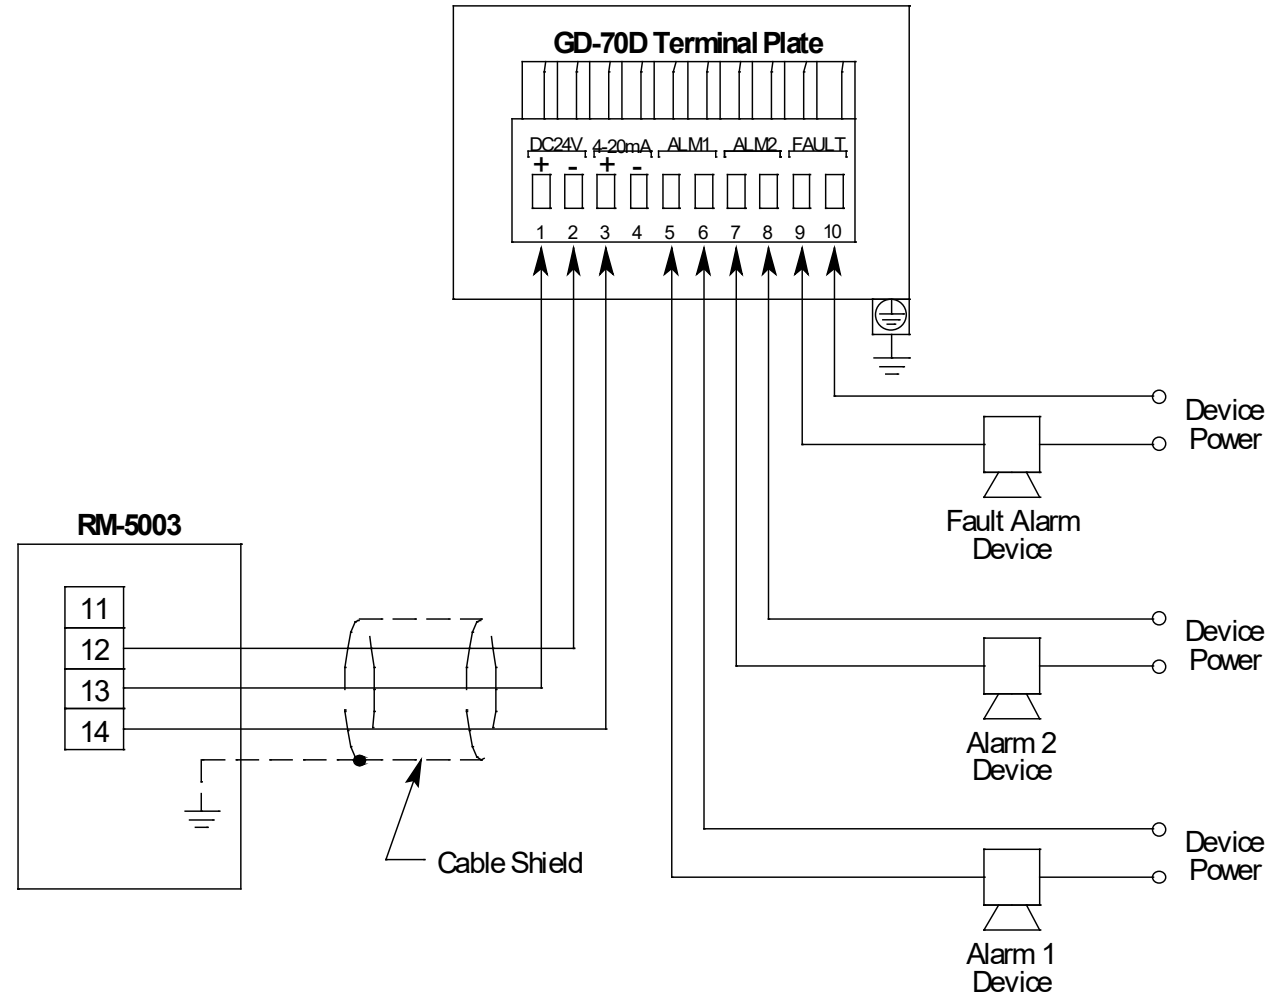 GD-70D Terminal Plate
DC24V 4-20mA ALM1 ALM2 FAULT
+ - + -
1 2 3 4 5 6 7 8 9 10
Device
Power
Fault Alarm
Device
RM-5003
11
12
13
14
Device
Power
Alarm 2
Device
Cable Shield
Device
Power
Alarm 1
Device